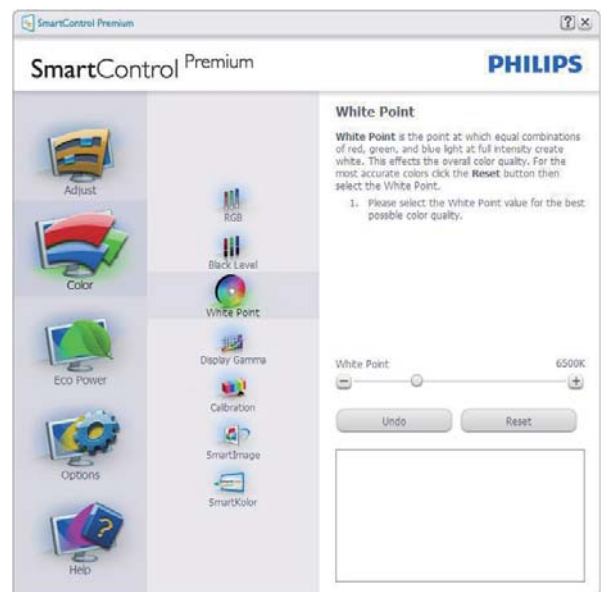 SmartControl Premium
SmartControl Premium
PHILIPS
Adjust
Color
Eco Power
Options
Help
RGB
Black Level
White Point
Display Gamma
Calibration
SmartImage
SmartKolor
White Point
White Point is the point at which equal combinations
of red, green, and blue light at full intensity create
white. This effects the overall color quality. For the
most accurate colors click the Reset button then
select the White Point.
1. Please select the White Point value for the best
possible color quality.
White Point 6500K
Undo Reset